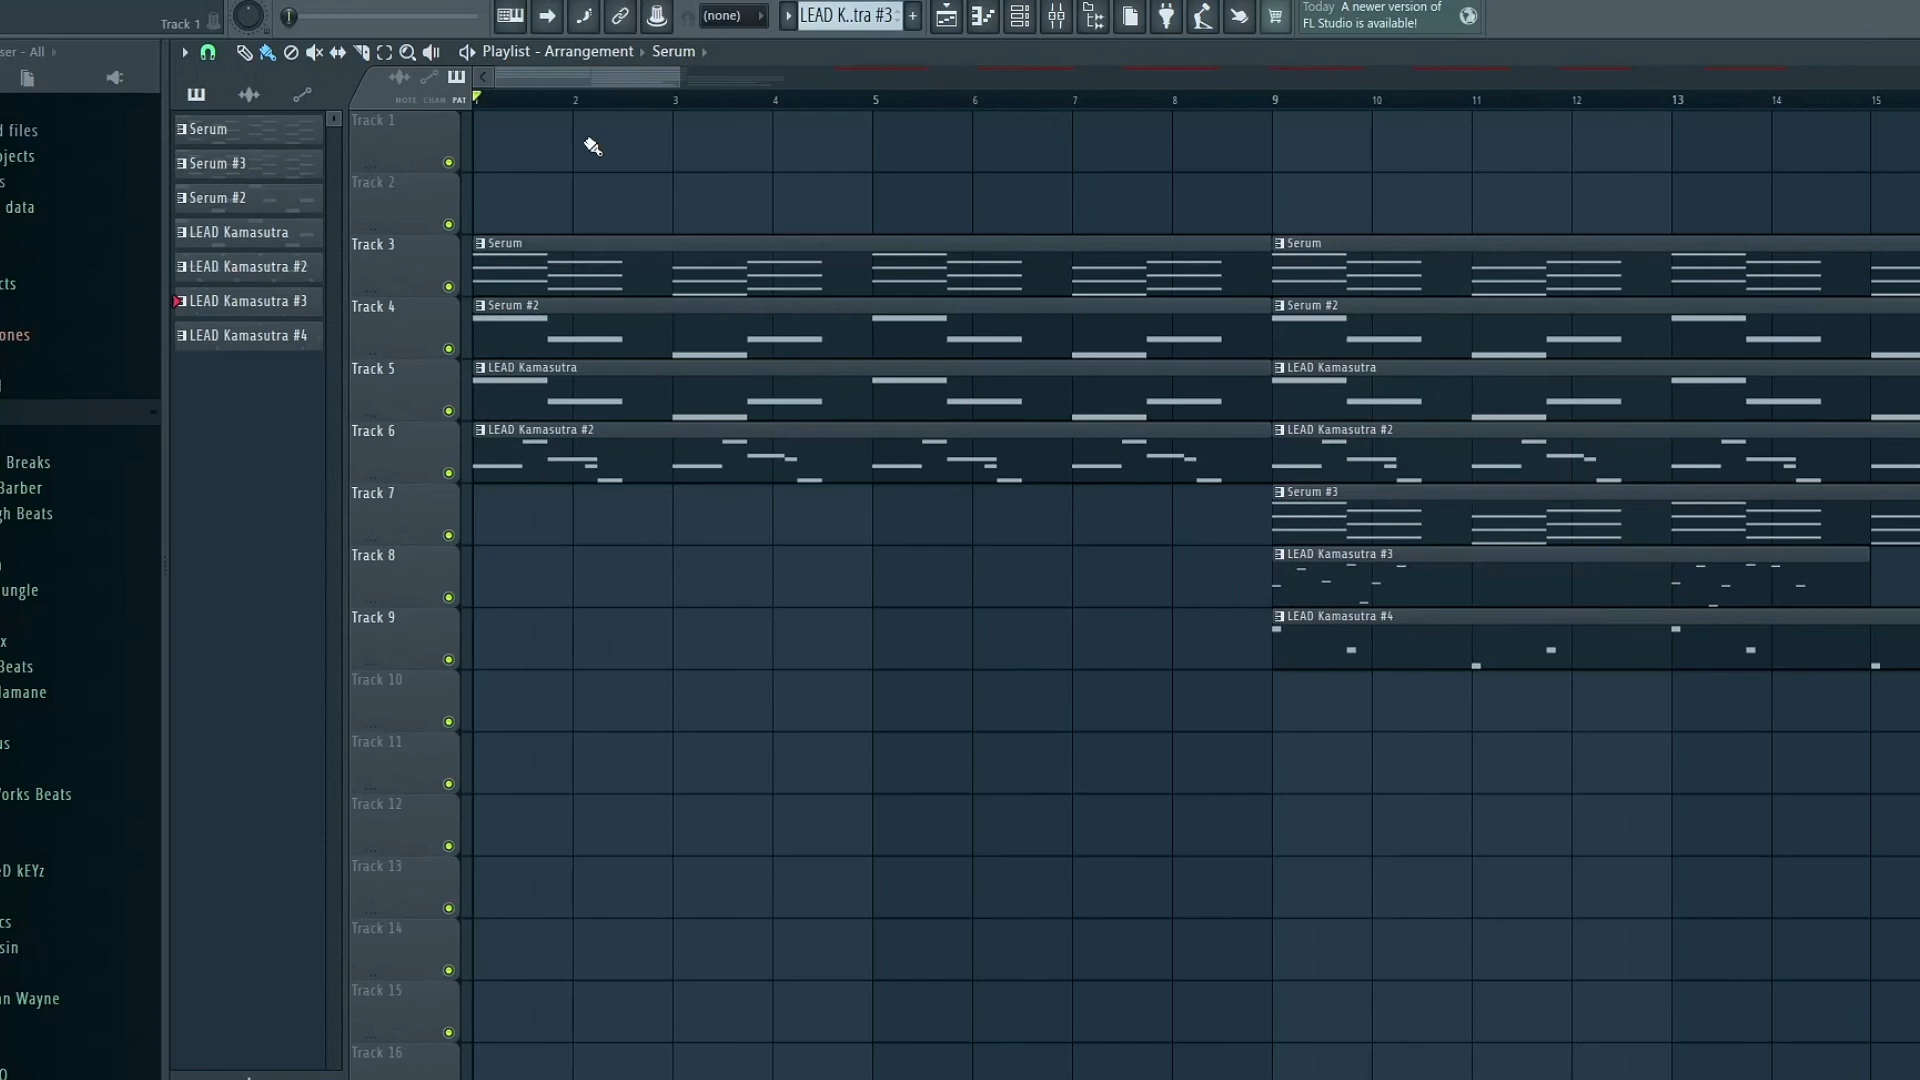 Track 1
(none)
LEAD K..tra #3
Today A newer version of
FL Studio is available!
ser - All
Playlist - Arrangement
Serum
NOTE CHAN PAT
1 2 3 4 5 6 7 8 9 10 11 12 13 14 15
d files
ojects
s
data
cts
ones
Breaks
Barber
gh Beats
ungle
x
Beats
lamane
us
orks Beats
D kEYz
cs
sin
n Wayne
Serum
Serum #3
Serum #2
LEAD Kamasutra
LEAD Kamasutra #2
LEAD Kamasutra #3
LEAD Kamasutra #4
Track 1
Track 2
Track 3
Serum
Serum
Track 4
Serum #2
Serum #2
Track 5
LEAD Kamasutra
LEAD Kamasutra
Track 6
LEAD Kamasutra #2
LEAD Kamasutra #2
Track 7
Serum #3
Track 8
LEAD Kamasutra #3
Track 9
LEAD Kamasutra #4
Track 10
Track 11
Track 12
Track 13
Track 14
Track 15
Track 16